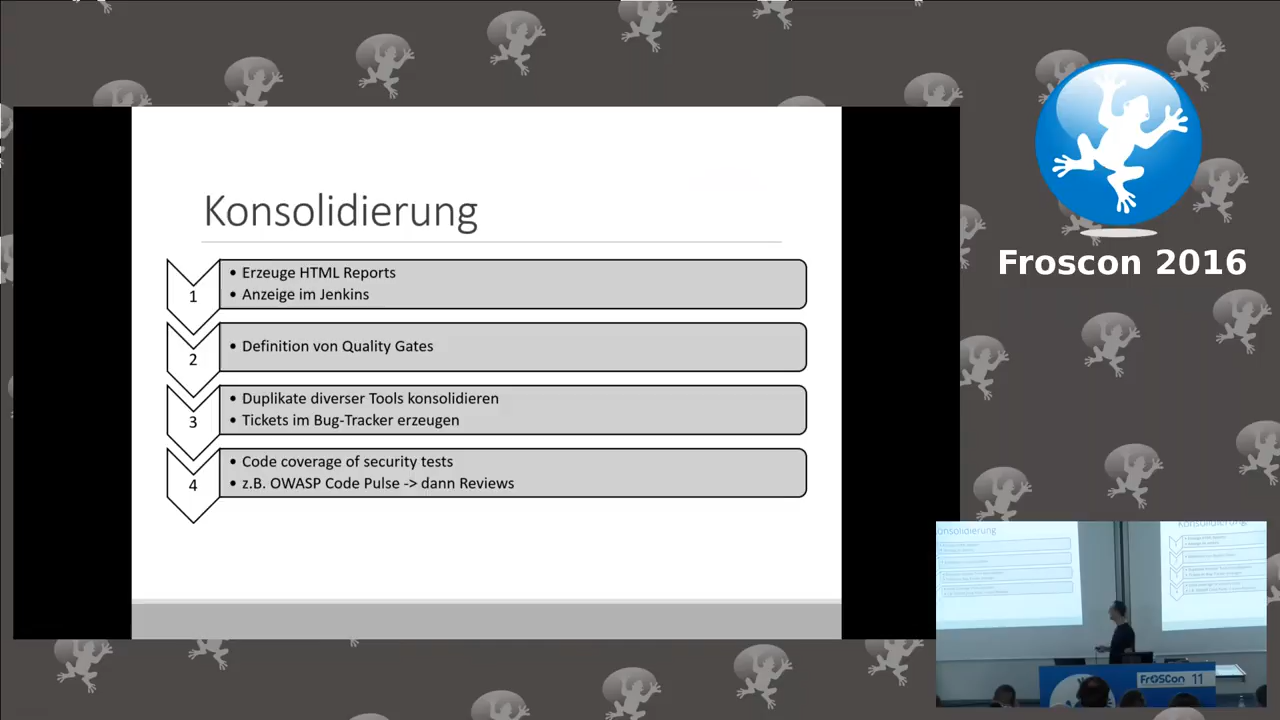 Konsolidierung
1
• Erzeuge HTML Reports
• Anzeige im Jenkins
2
• Definition von Quality Gates
3
• Duplikate diverser Tools konsolidieren
• Tickets im Bug-Tracker erzeugen
4
• Code coverage of security tests
• z.B. OWASP Code Pulse -> dann Reviews
Froscon 2016
FrOSCon 11